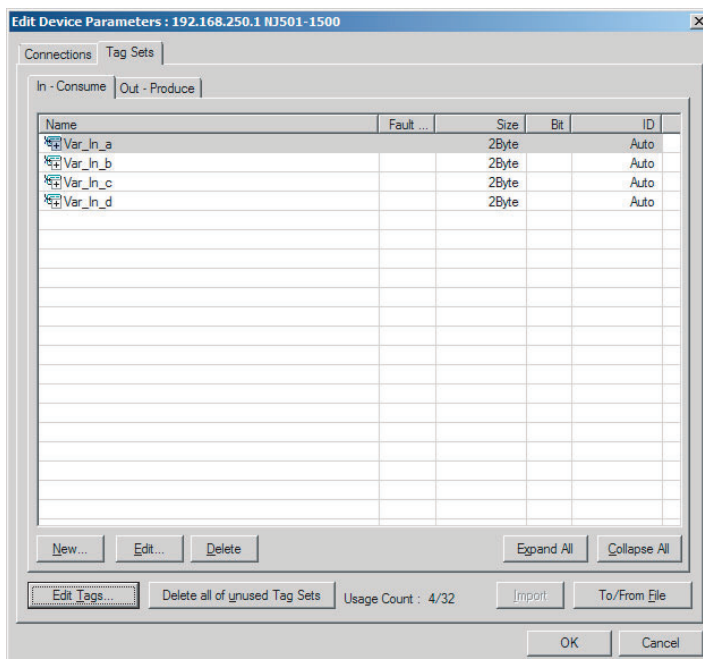 Edit Device Parameters : 192.168.250.1 NJ501-1500
Connections Tag Sets
In - Consume Out - Produce
Name Fault ... Size Bit ID
Var_In_a 2Byte Auto
Var_In_b 2Byte Auto
Var_In_c 2Byte Auto
Var_In_d 2Byte Auto
New... Edit... Delete Expand All Collapse All
Edit Tags... Delete all of unused Tag Sets Usage Count : 4/32 Import To/From File
OK Cancel